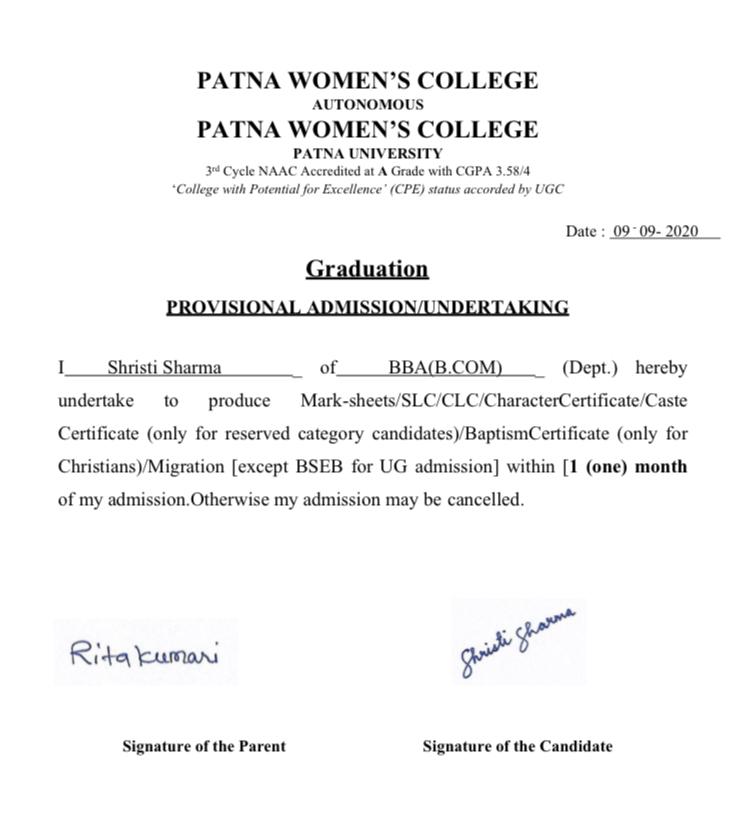 PATNA WOMEN'S COLLEGE
AUTONOMOUS
PATNA WOMEN'S COLLEGE
PATNA UNIVERSITY
3rd Cycle NAAC Accredited at A Grade with CGPA 3.58/4
'College with Potential for Excellence' (CPE) status accorded by UGC
Date : 09-09-2020
Graduation
PROVISIONAL ADMISSION/UNDERTAKING
I Shristi Sharma of BBA(B.COM) (Dept.) hereby
undertake to produce Mark-sheets/SLC/CLC/CharacterCertificate/Caste
Certificate (only for reserved category candidates)/BaptismCertificate (only for
Christians)/Migration [except BSEB for UG admission] within [1 (one) month
of my admission.Otherwise my admission may be cancelled.
Rita kumari Shristi Sharma
Signature of the Parent Signature of the Candidate